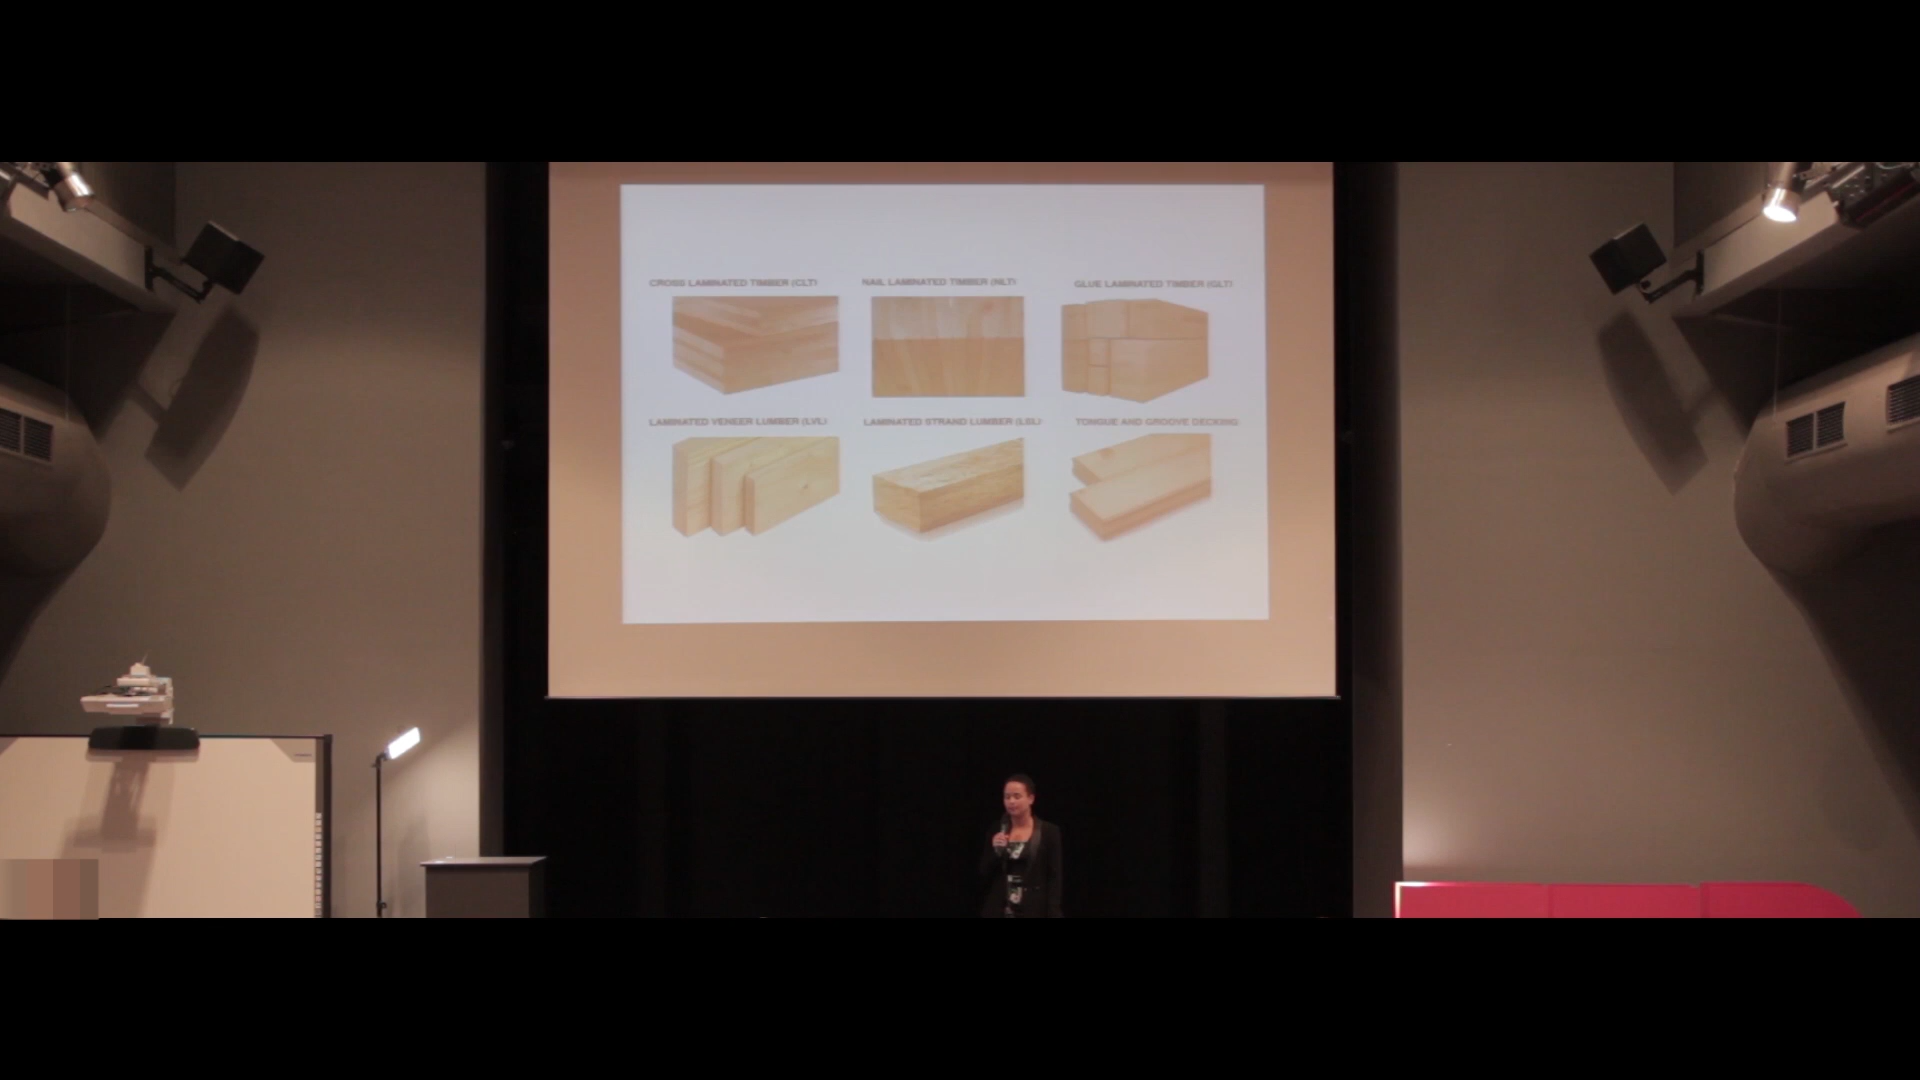 CROSS LAMINATED TIMBER (CLT)
NAIL LAMINATED TIMBER (NLT)
GLUE LAMINATED TIMBER (GLT)
LAMINATED VENEER LUMBER (LVL)
LAMINATED STRAND LUMBER (LSL)
TONGUE AND GROOVE DECKING